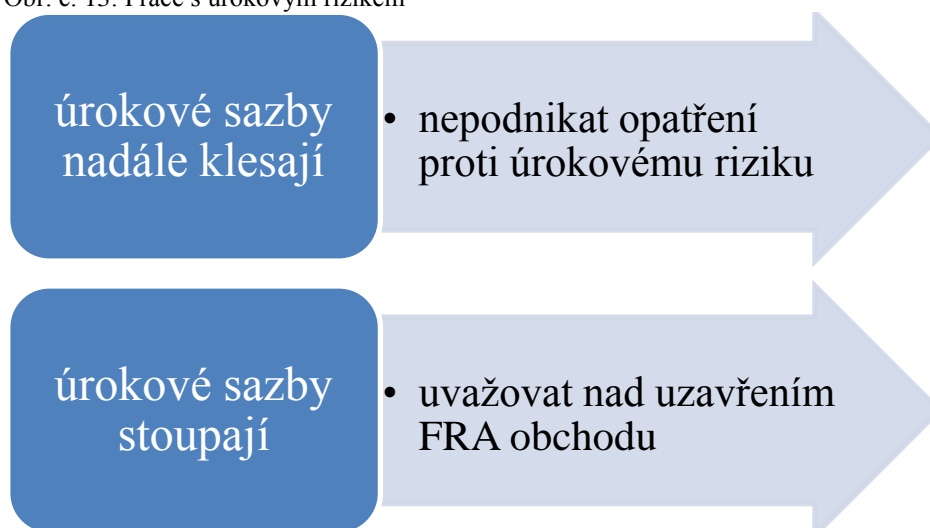 Obr. č. 13: Práce s úrokovým rizikem
úrokové sazby
nadále klesají
• nepodnikat opatření
proti úrokovému riziku
úrokové sazby
stoupají
• uvažovat nad uzavřením
FRA obchodu